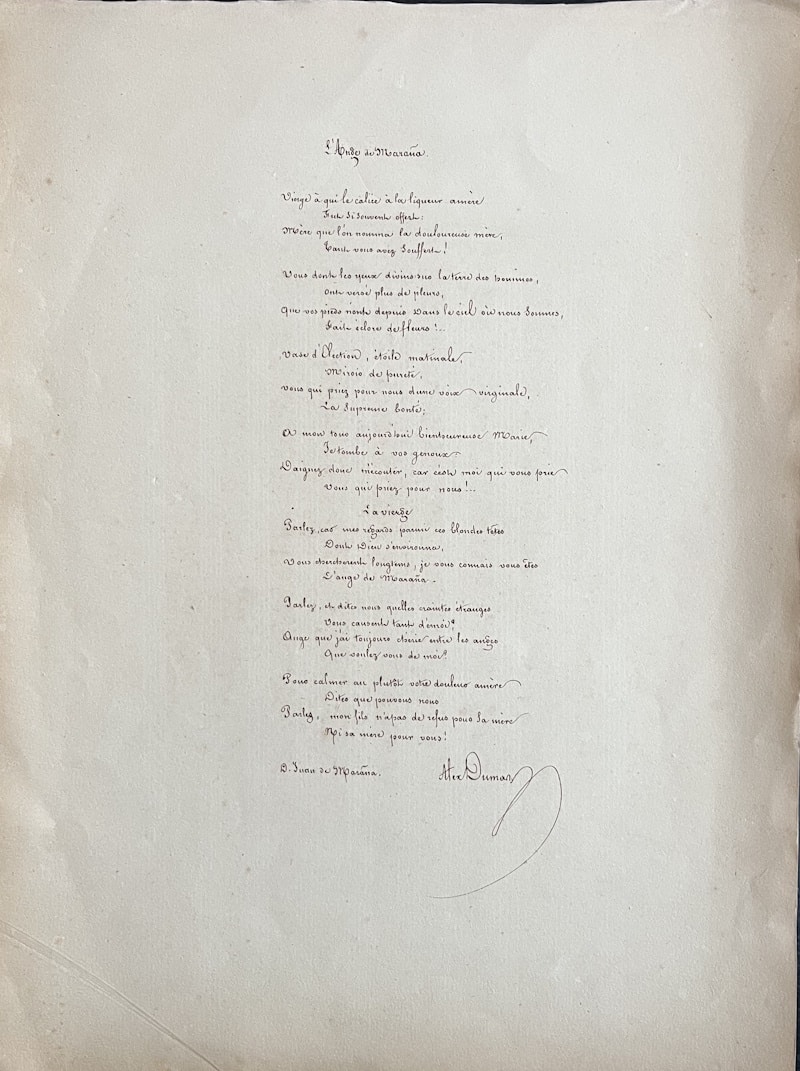 L'Ange de Maraña.
Vierge à qui le calice à la liqueur amère
Fut si souvent offert:
Mère que l'on nomma la douloureuse mère,
Tant vous avez souffert!
Vous dont les yeux divins sur la terre des hommes,
Ont versé plus de pleurs,
Que vos pieds n'ont depuis dans le ciel où nous sommes,
Fait éclore de fleurs!..
Vase d'Élection, étoile matinale,
Miroir de pureté,
Vous qui priez pour nous d'une voix virginale,
La suprême bonté;
A mon tour aujourd'hui bienheureuse Marie,
Je tombe à vos genoux
Daignez donc m'écouter, car c'est moi qui vous prie
Vous qui priez pour nous!..
La vierge
Parlez, car mes regards parmi ces blondes têtes
Dont Dieu s'environna,
Vous cherchèrent longtems, je vous connais vous êtes
L'ange de Maraña.
Parlez, et dites nous quelles craintes étranges
Vous causent tant d'émoi?
Ange que j'ai toujours chérie entre les anges
Que voulez vous de moi?
Pour calmer au plutôt votre douleur amère
Dites que pouvons nous
Parlez, mon fils n'a pas de refus pour sa mère
Ni sa mère pour vous!
D. Juan de Maraña. Alex Dumas